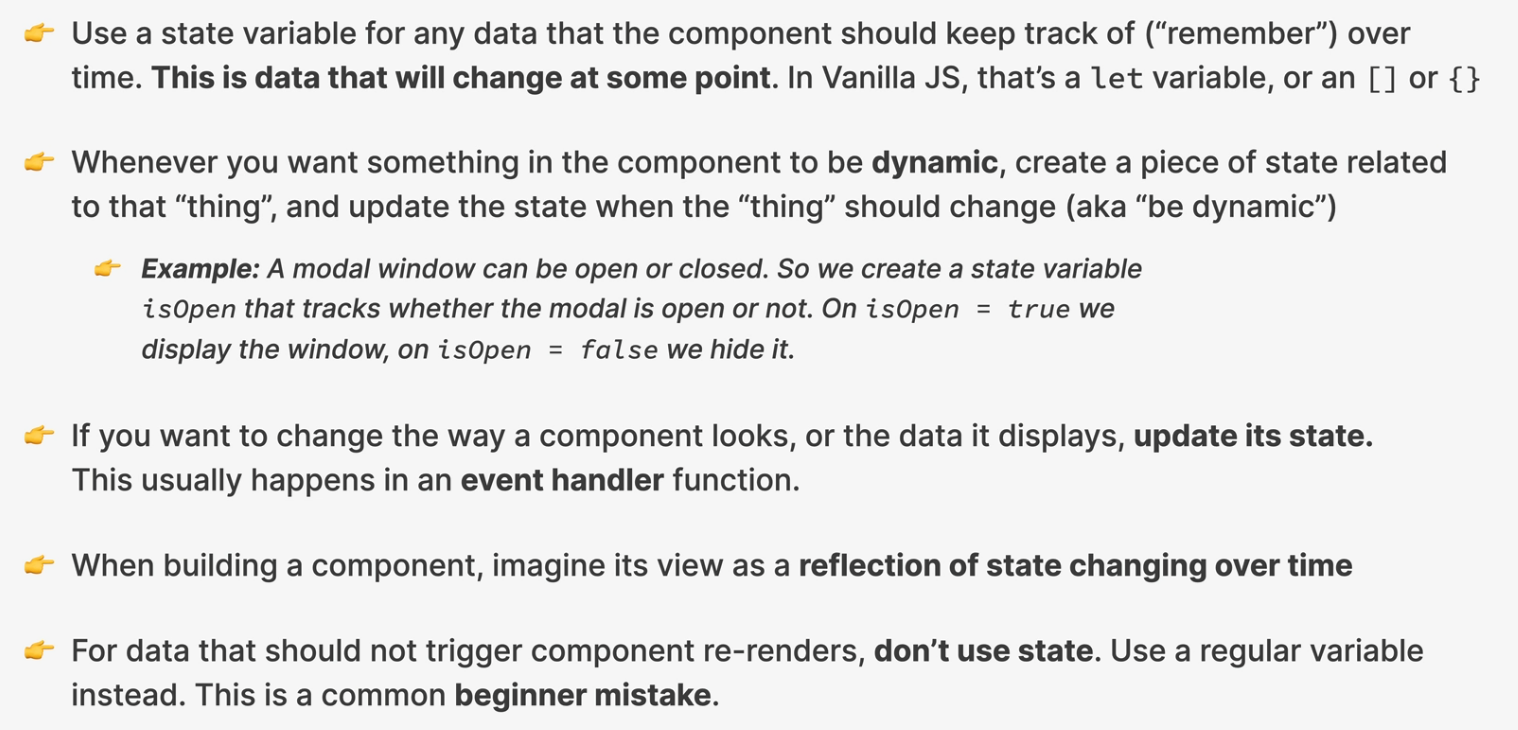 👉 Use a state variable for any data that the component should keep track of (“remember”) over
time. This is data that will change at some point. In Vanilla JS, that’s a let variable, or an [] or {}
👉 Whenever you want something in the component to be dynamic, create a piece of state related
to that “thing”, and update the state when the “thing” should change (aka “be dynamic”)
👉 Example: A modal window can be open or closed. So we create a state variable
isOpen that tracks whether the modal is open or not. On isOpen = true we
display the window, on isOpen = false we hide it.
👉 If you want to change the way a component looks, or the data it displays, update its state.
This usually happens in an event handler function.
👉 When building a component, imagine its view as a reflection of state changing over time
👉 For data that should not trigger component re-renders, don’t use state. Use a regular variable
instead. This is a common beginner mistake.